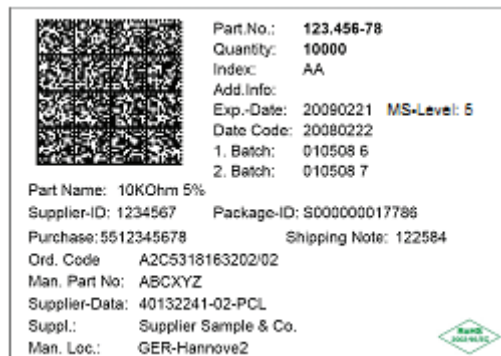 Part.No.: 123.456-78
Quantity: 10000
Index: AA
Add.Info:
Exp.-Date: 20090221 MS-Level: 5
Date Code: 20080222
1. Batch: 010508 6
2. Batch: 010508 7
Part Name: 10KOhm 5%
Supplier-ID: 1234567 Package-ID: S000000017786
Purchase: 5512345678 Shipping Note: 122584
Ord. Code A2C5318163202/02
Man. Part No: ABCXYZ
Supplier-Data: 40132241-02-PCL
Suppl.: Supplier Sample & Co.
Man. Loc.: GER-Hannove2
RoHS